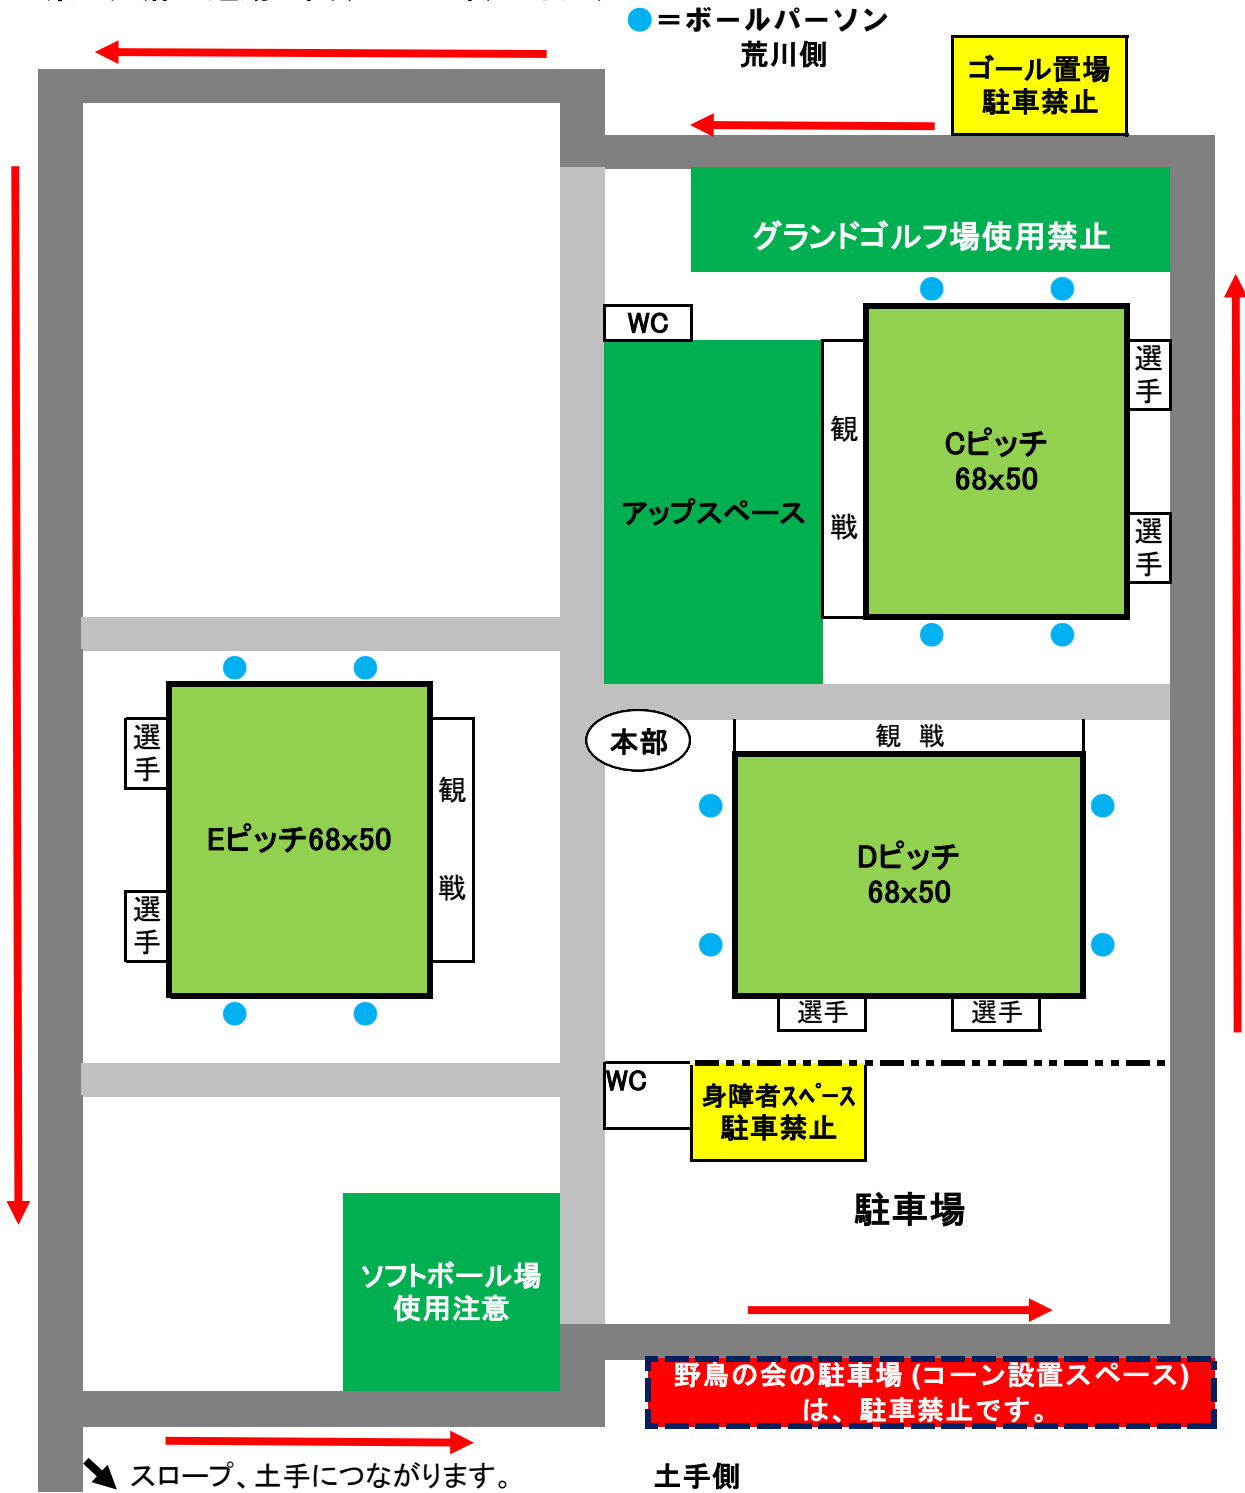 ●=ボールパーソン
荒川側
ゴール置場
駐車禁止
グランドゴルフ場使用禁止
WC
選手
観戦
Cピッチ
68x50
アップスペース
選手
本部
観 戦
選手
観戦
Eピッチ68x50
Dピッチ
68x50
選手
選手
選手
WC
身障者スペース
駐車禁止
駐車場
ソフトボール場
使用注意
野鳥の会の駐車場(コーン設置スペース)
は、駐車禁止です。
スロープ、土手につながります。
土手側